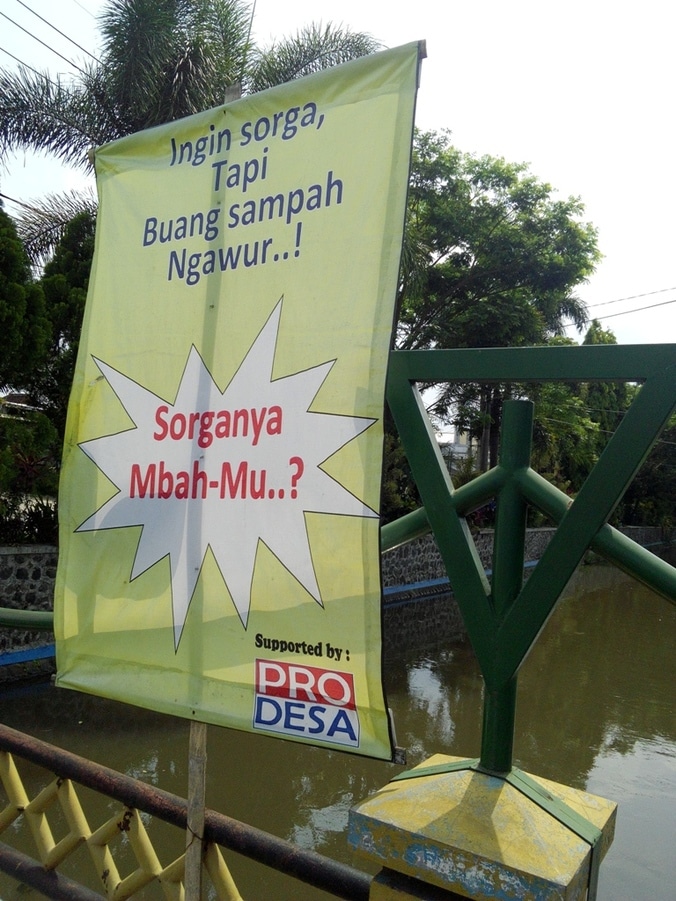 Ingin sorga,
Tapi
Buang sampah
Ngawur..!
Sorganya
Mbah-Mu..?
Supported by :
PRO
DESA